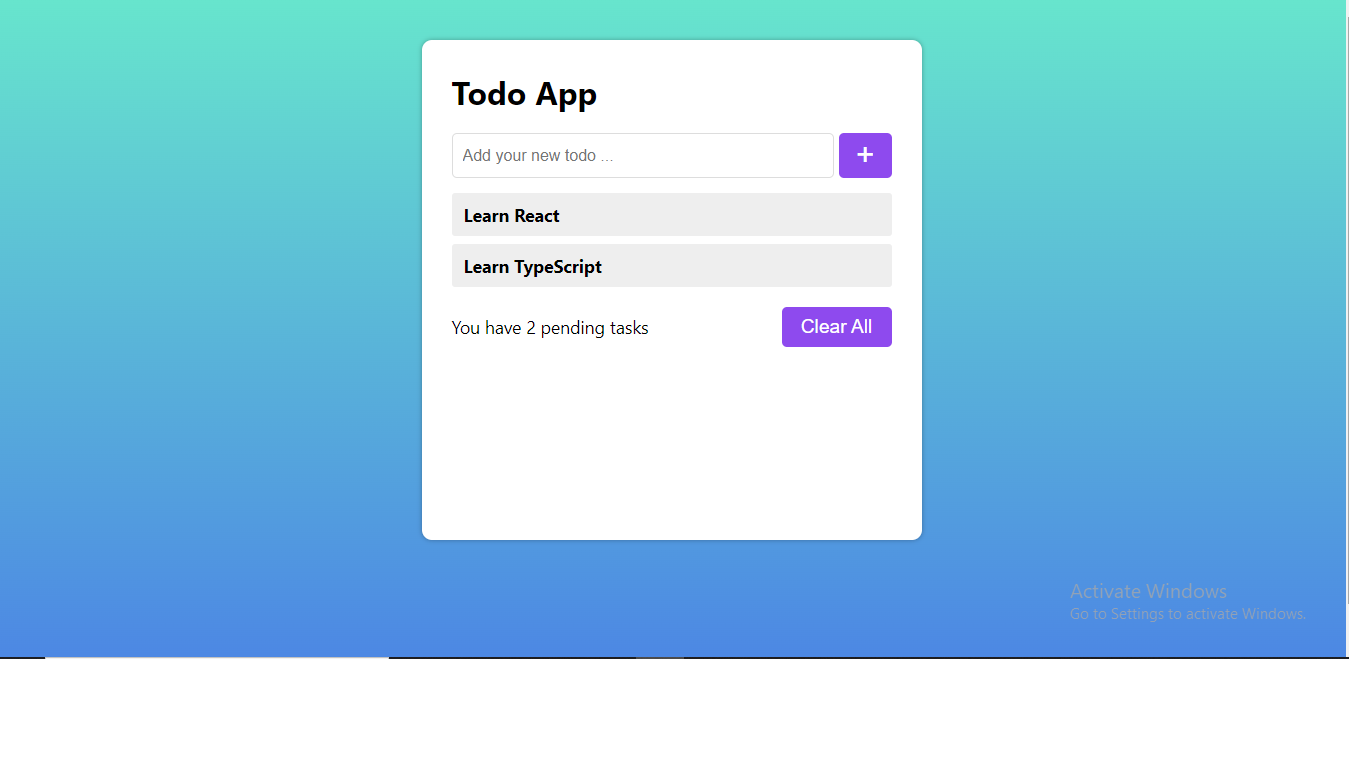 Todo App
Add your new todo ...
+
Learn React
Learn TypeScript
You have 2 pending tasks
Clear All
Activate Windows
Go to Settings to activate Windows.